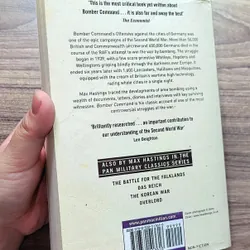 "This is the most critical book yet written about
Bomber Command . . . It is also far and away the best"
The Economist
Bomber Command's offensive against the cities of Germany was
one of the epic campaigns of the Second World War. More than 56,000
British and Commonwealth aircrew and 600,000 Germans died in the
course of the RAF's attempt to win the war by bombing. The struggle
began in 1939, with a few score primitive Whitleys, Hampdens and
Wellingtons groping blindly through the darkness over Europe. It
ended six years later with 1,600 Lancasters, Halifaxes and Mosquitoes
equipped with the cream of Britain's wartime high technology,
razing whole cities in a single night.
Max Hastings traced the developments of area bombing using a
wealth of documents, letters, diaries and interviews with surviving
Bomber Command is his classic account of
one of the most controversial
of the war.
'Brilliantly researched . . . an important contribution to
our understanding of the Second World War'
Len Deighton
ALSO BY MAX HASTINGS IN THE
PAN MILITARY CLASSICS SERIES
THE BATTLE FOR THE FALKLANDS
DAS REICH
THE KOREAN WAR
OVERLORD
www.panmacmillan.com
NON-FICTION